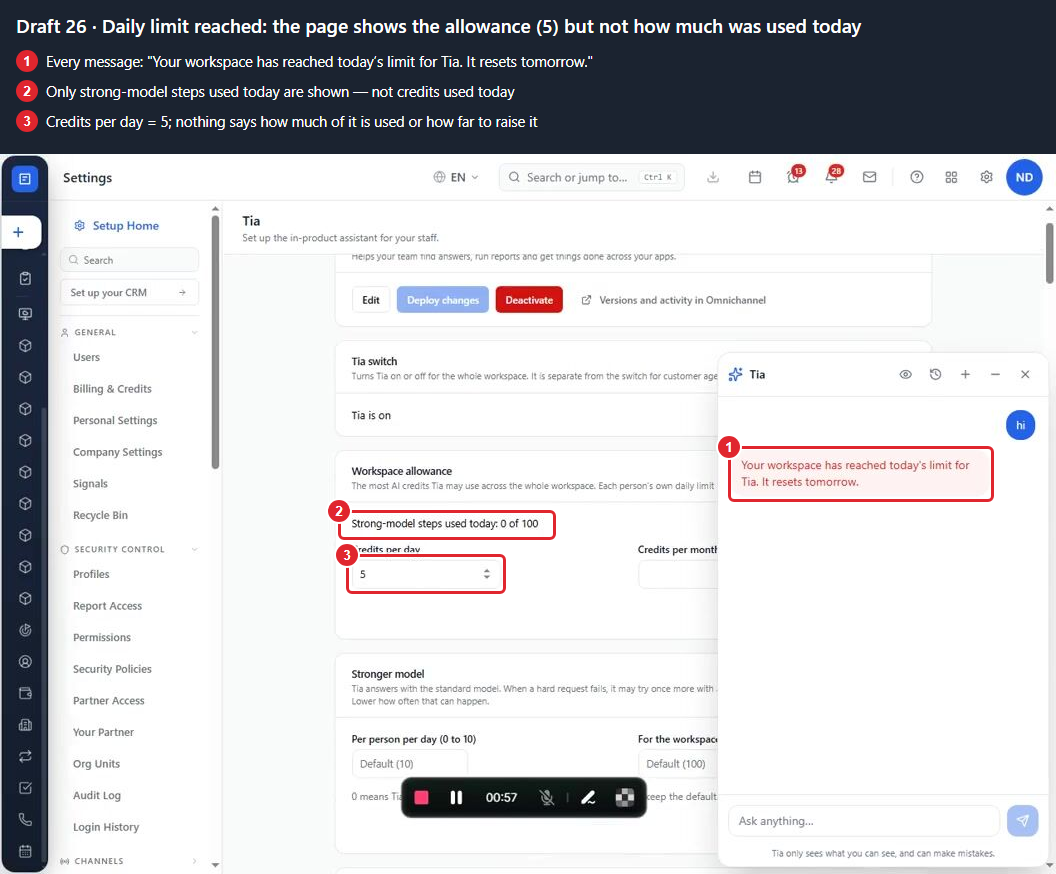 Draft 26 · Daily limit reached: the page shows the allowance (5) but not how much was used today
1 Every message: "Your workspace has reached today's limit for Tia. It resets tomorrow."
2 Only strong-model steps used today are shown — not credits used today
3 Credits per day = 5; nothing says how much of it is used or how far to raise it
Settings
EN
Search or jump to...
Ctrl K
13
28
ND
Setup Home
Search
Set up your CRM
GENERAL
Users
Billing & Credits
Personal Settings
Company Settings
Signals
Recycle Bin
SECURITY CONTROL
Profiles
Report Access
Permissions
Security Policies
Partner Access
Your Partner
Org Units
Audit Log
Login History
CHANNELS
Tia
Set up the in-product assistant for your staff.
Helps your team find answers, run reports and get things done across your apps.
Edit
Deploy changes
Deactivate
Versions and activity in Omnichannel
Tia switch
Turns Tia on or off for the whole workspace. It is separate from the switch for customer age
Tia is on
Workspace allowance
The most AI credits Tia may use across the whole workspace. Each person's own daily limit
2
Strong-model steps used today: 0 of 100
3
Credits per day
5
Credits per month
Stronger model
Tia answers with the standard model. When a hard request fails, it may try once more with
Lower how often that can happen.
Per person per day (0 to 10)
Default (10)
For the workspace
Default (100)
0 means Tia
keep the default.
00:57
Tia
hi
1
Your workspace has reached today's limit for
Tia. It resets tomorrow.
Ask anything...
Tia only sees what you can see, and can make mistakes.